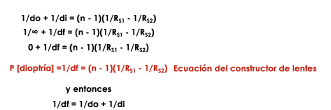 1/do + 1/di = (n - 1)(1/R_S1 - 1/R_S2)
1/∞ + 1/df = (n - 1)(1/R_S1 - 1/R_S2)
0 + 1/df = (n - 1)(1/R_S1 - 1/R_S2)
P [dioptría] =1/df = (n - 1)(1/R_S1 - 1/R_S2) Ecuación del constructor de lentes
y entonces
1/df = 1/do + 1/di